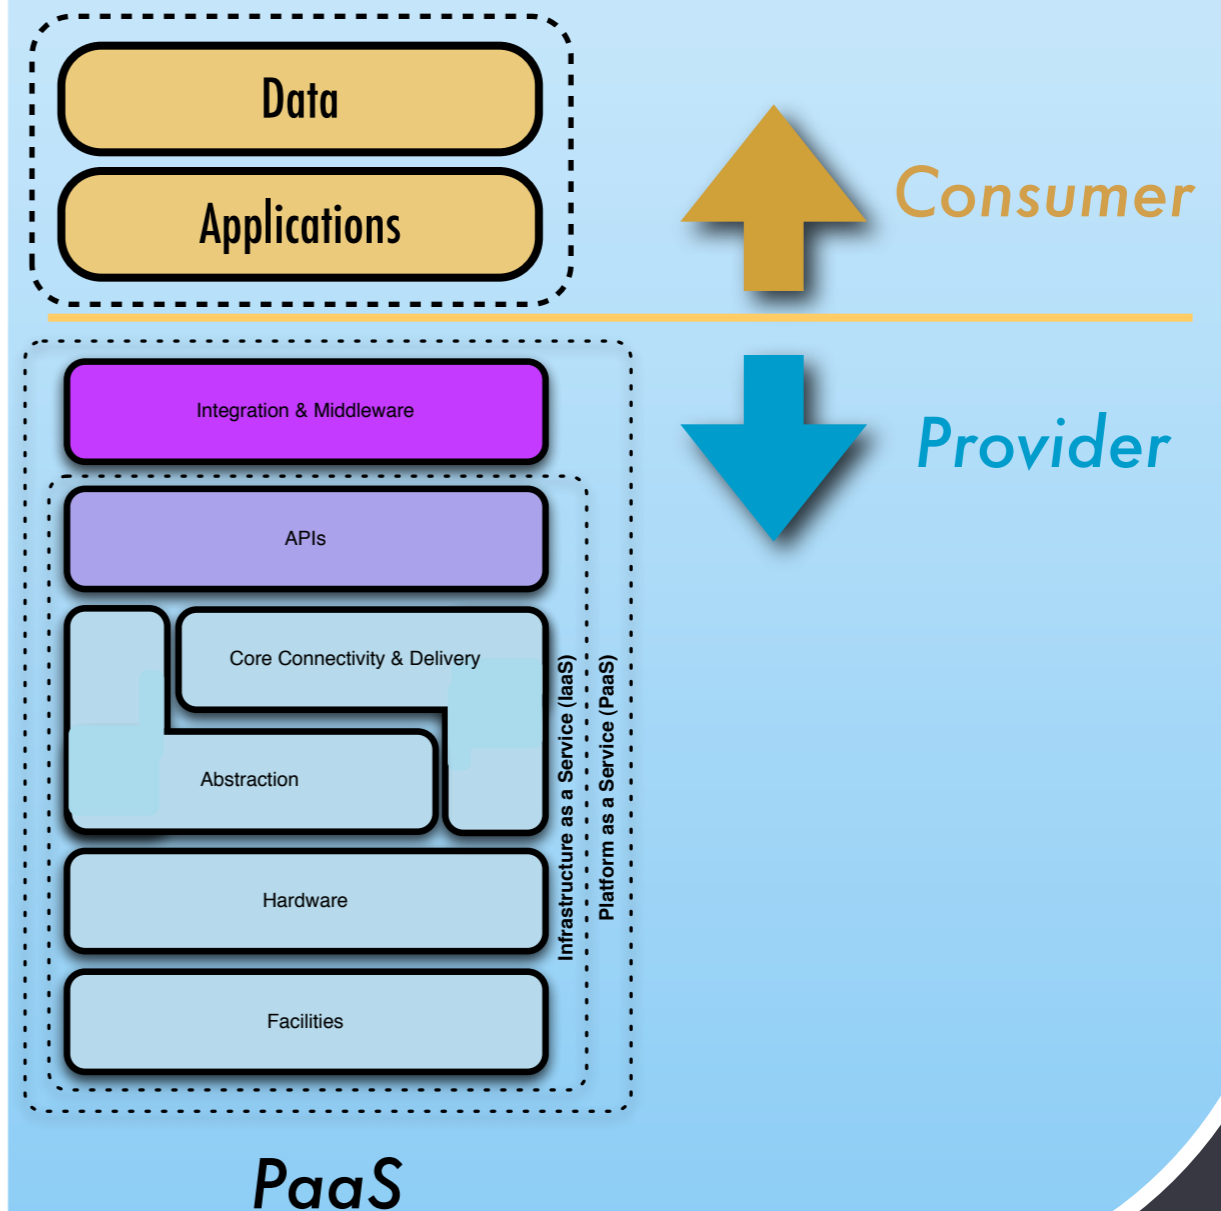 Data
Applications
Consumer
Integration & Middleware
Provider
APIs
Core Connectivity & Delivery
Abstraction
Hardware
Facilities
Infrastructure as a Service (IaaS)
Platform as a Service (PaaS)
PaaS